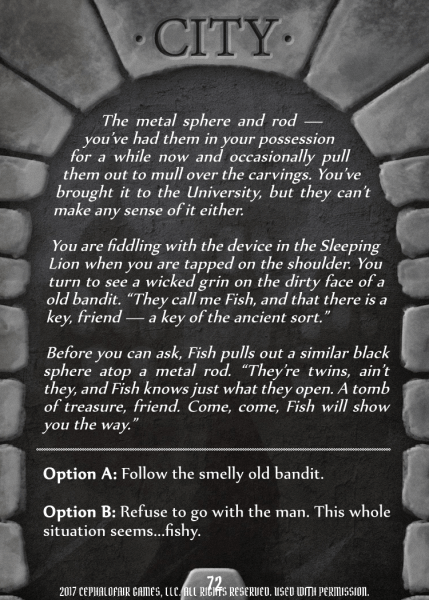 · CITY ·
The metal sphere and rod —
you’ve had them in your possession
for a while now and occasionally pull
them out to mull over the carvings. You’ve
brought it to the University, but they can’t
make any sense of it either.
You are fiddling with the device in the Sleeping
Lion when you are tapped on the shoulder. You
turn to see a wicked grin on the dirty face of a
old bandit. “They call me Fish, and that there is a
key, friend — a key of the ancient sort.”
Before you can ask, Fish pulls out a similar black
sphere atop a metal rod. “They’re twins, ain’t
they, and Fish knows just what they open. A tomb
of treasure, friend. Come, come, Fish will show
you the way.”
Option A: Follow the smelly old bandit.
Option B: Refuse to go with the man. This whole
situation seems...fishy.
72
2017 CEPHALOFAIR GAMES, LLC. ALL RIGHTS RESERVED. USED WITH PERMISSION.